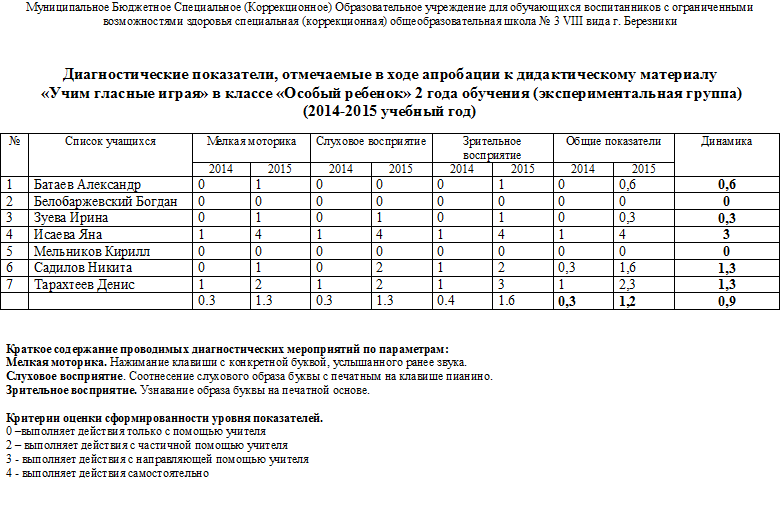 Муниципальное Бюджетное Специальное (Коррекционное) Образовательное учреждение для обучающихся воспитанников с ограниченными
возможностями здоровья специальная (коррекционная) общеобразовательная школа № 3 VIII вида г. Березники
Диагностические показатели, отмечаемые в ходе апробации к дидактическому материалу
«Учим гласные играя» в классе «Особый ребенок» 2 года обучения (экспериментальная группа)
(2014-2015 учебный год)
№ Список учащихся Мелкая моторика Слуховое восприятие Зрительное восприятие Общие показатели Динамика
2014 2015 2014 2015 2014 2015 2014 2015
1 Батаев Александр 0 1 0 0 0 1 0 0,6 0,6
2 Белобаржевский Богдан 0 0 0 0 0 0 0 0 0
3 Зуева Ирина 0 1 0 1 0 1 0 0,3 0,3
4 Исаева Яна 1 4 1 4 1 4 1 4 3
5 Мельников Кирилл 0 0 0 0 0 0 0 0 0
6 Садилов Никита 0 1 0 2 1 2 0,3 1,6 1,3
7 Тарахтеев Денис 1 2 1 2 1 3 1 2,3 1,3
0.3 1.3 0.3 1.3 0.4 1.6 0,3 1,2 0,9
Краткое содержание проводимых диагностических мероприятий по параметрам:
Мелкая моторика. Нажимание клавиши с конкретной буквой, услышанного ранее звука.
Слуховое восприятие. Соотнесение слухового образа буквы с печатным на клавише пианино.
Зрительное восприятие. Узнавание образа буквы на печатной основе.
Критерии оценки сформированности уровня показателей.
0 –выполняет действия только с помощью учителя
2 – выполняет действия с частичной помощью учителя
3 - выполняет действия с направляющей помощью учителя
4 - выполняет действия самостоятельно